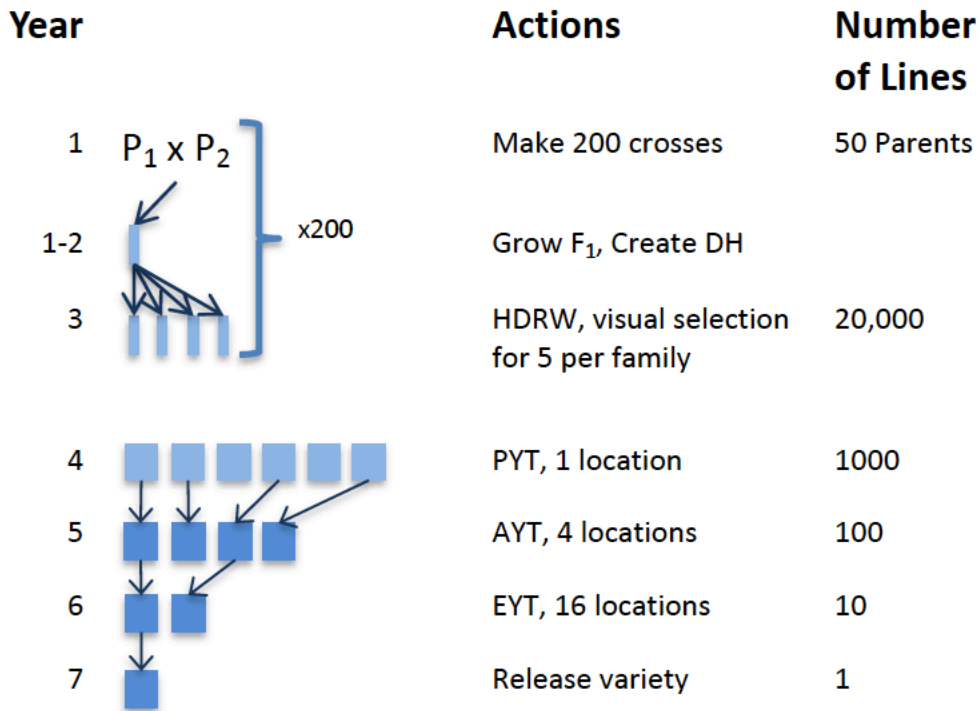 Year Actions Number
of Lines
1 P₁ x P₂ Make 200 crosses 50 Parents
x200
1-2 Grow F₁, Create DH
3 HDRW, visual selection 20,000
for 5 per family
4 PYT, 1 location 1000
5 AYT, 4 locations 100
6 EYT, 16 locations 10
7 Release variety 1